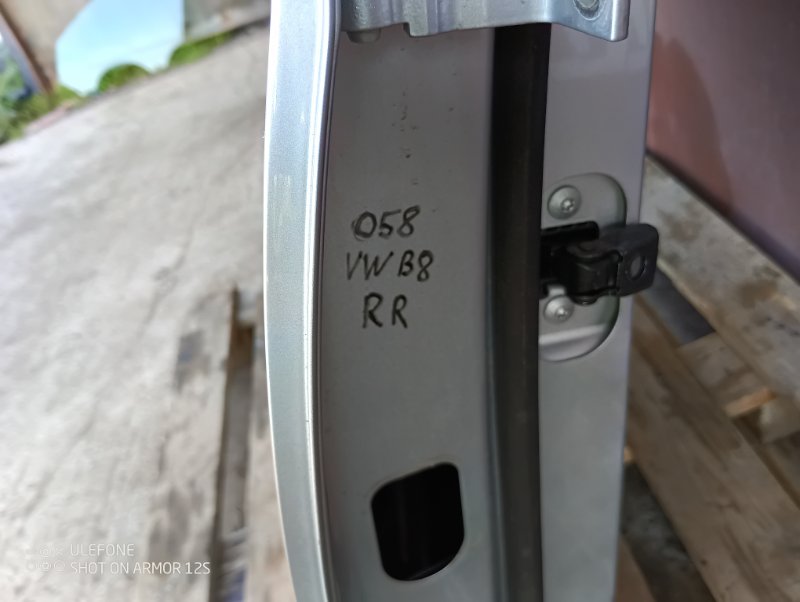 058
VW B8
RR
ULEFONE
SHOT ON ARMOR 12S